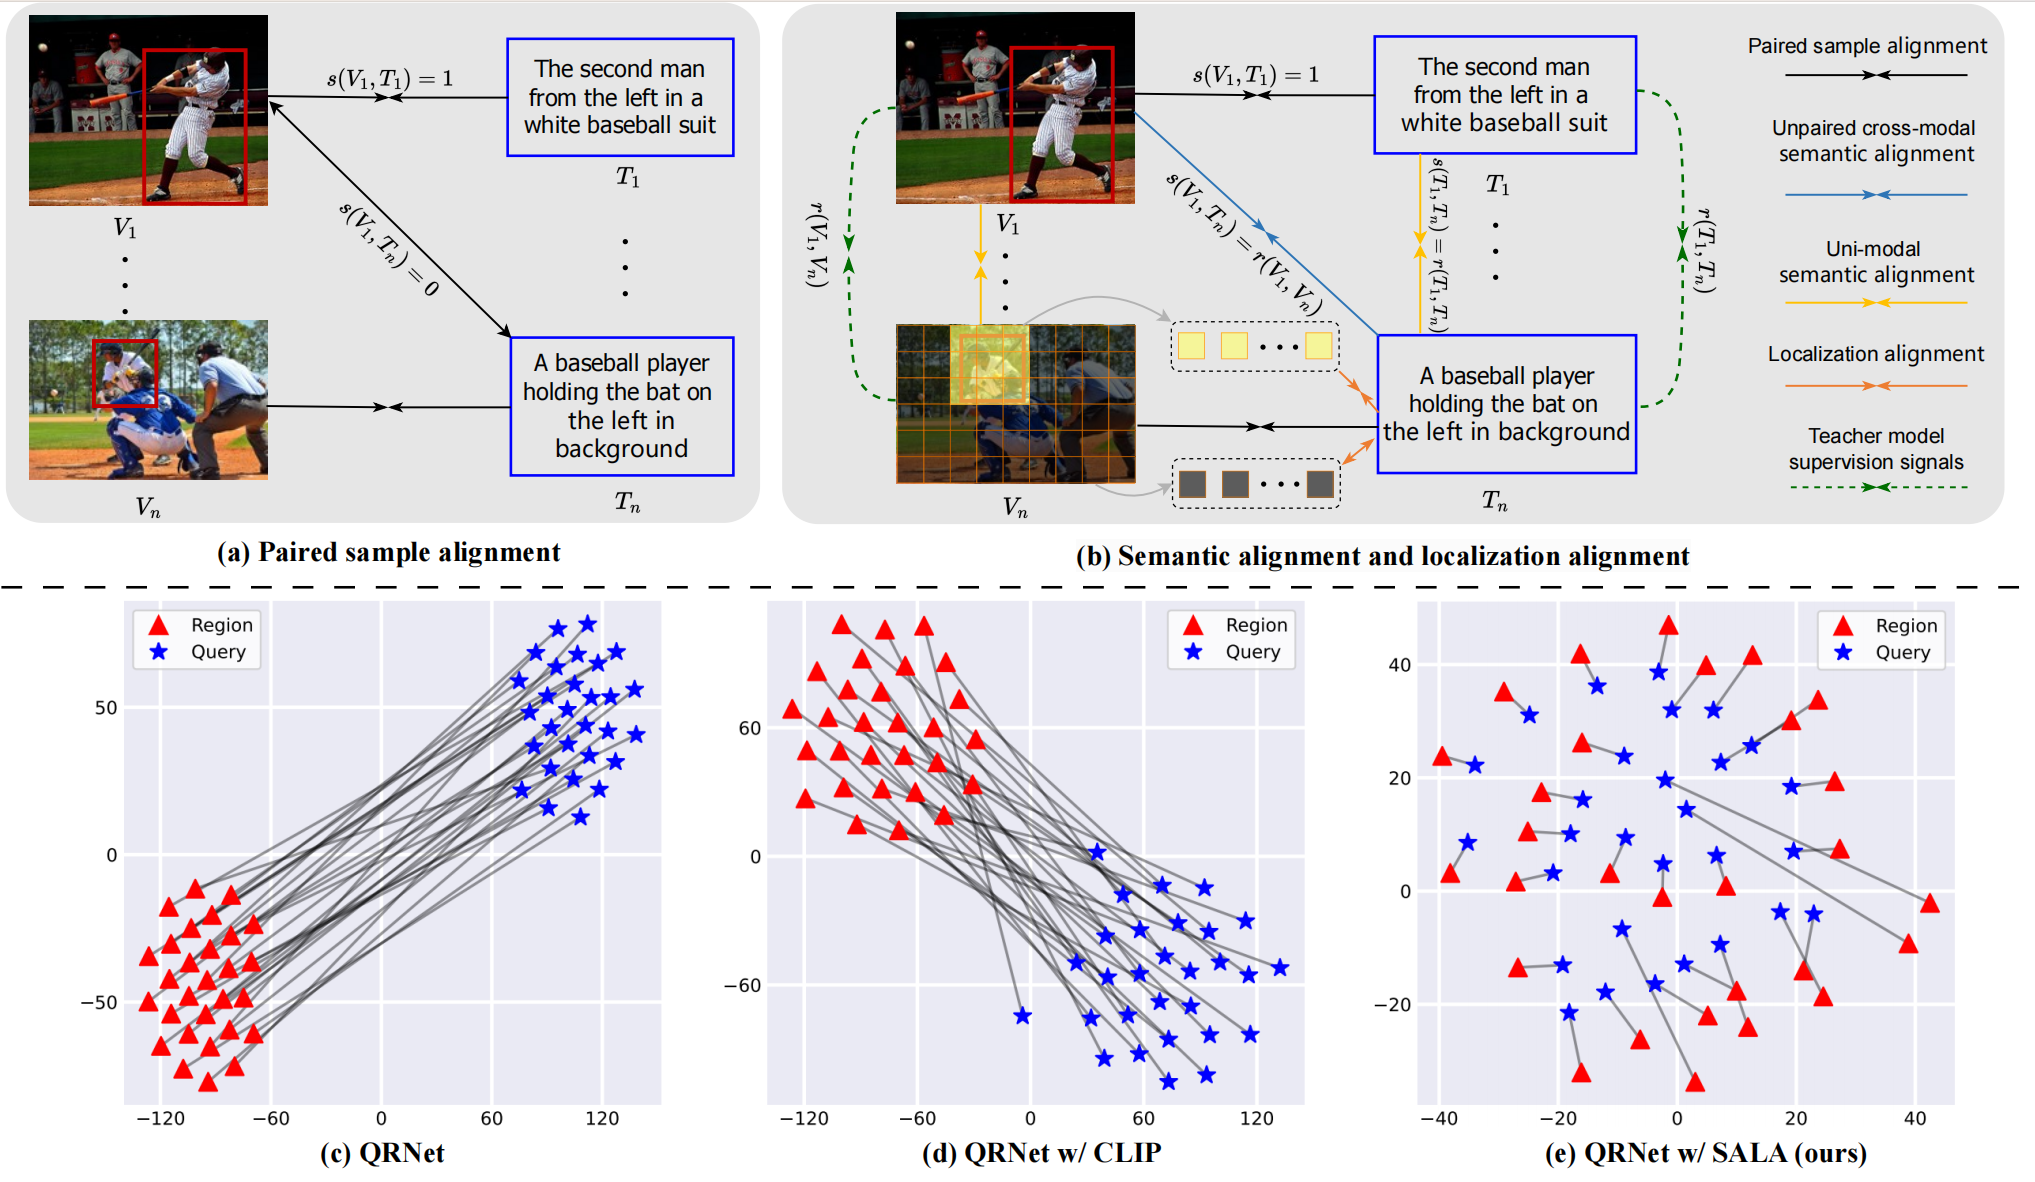 s(V₁, T₁) = 1
The second man
from the left in a
white baseball suit
T₁
V₁
s(V₁, Tₙ) = 0
A baseball player
holding the bat on
the left in
background
Vₙ
Tₙ
(a) Paired sample alignment
s(V₁, T₁) = 1
The second man
from the left in a
white baseball suit
T₁
V₁
r(V₁, Vₙ)
s(V₁, Tₙ) = r(V₁, Vₙ)
s(T₁, Tₙ) = r(T₁, Tₙ)
r(T₁, Tₙ)
A baseball player
holding the bat on
the left in background
Vₙ
Tₙ
Paired sample alignment
Unpaired cross-modal
semantic alignment
Uni-modal
semantic alignment
Localization alignment
Teacher model
supervision signals
(b) Semantic alignment and localization alignment
Region
Query
50
0
−50
−120 −60 0 60 120
(c) QRNet
Region
Query
60
0
−60
−120 −60 0 60 120
(d) QRNet w/ CLIP
Region
Query
40
20
0
−20
−40 −20 0 20 40
(e) QRNet w/ SALA (ours)